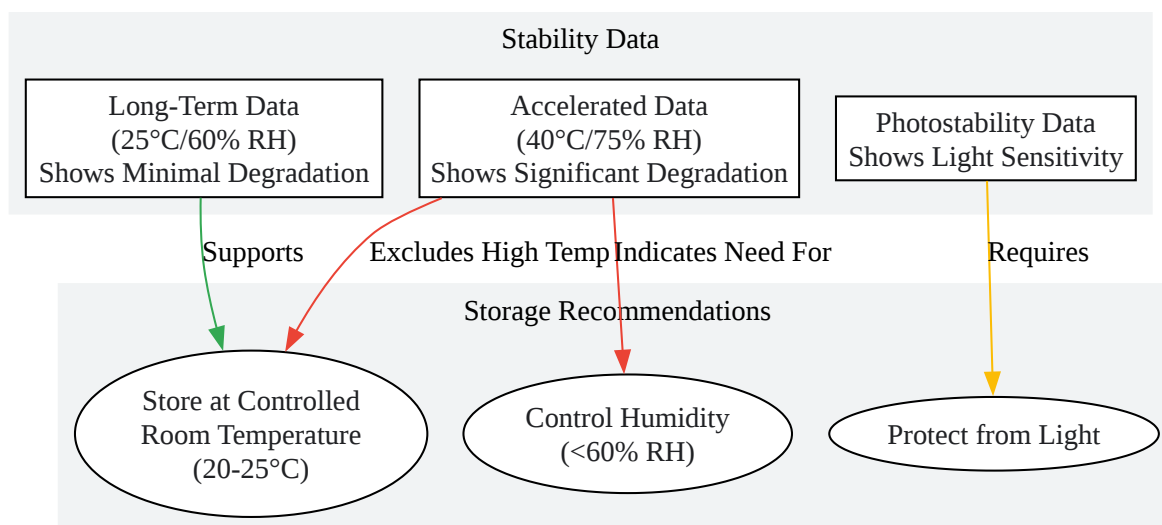 Stability Data
Long-Term Data
(25°C/60% RH)
Shows Minimal Degradation
Accelerated Data
(40°C/75% RH)
Shows Significant Degradation
Photostability Data
Shows Light Sensitivity
Supports
Excludes High Temp
Indicates Need For
Requires
Storage Recommendations
Store at Controlled
Room Temperature
(20-25°C)
Control Humidity
(<60% RH)
Protect from Light